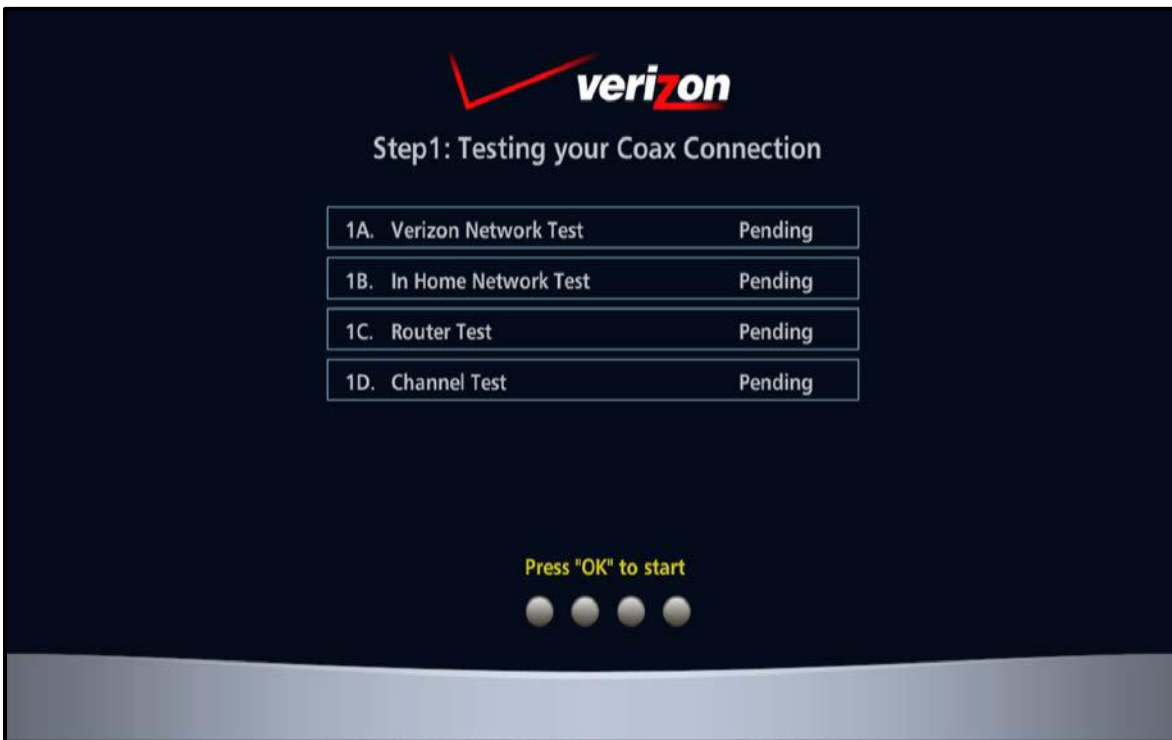 verizon
Step1: Testing your Coax Connection
1A. Verizon Network Test Pending
1B. In Home Network Test Pending
1C. Router Test Pending
1D. Channel Test Pending
Press "OK" to start